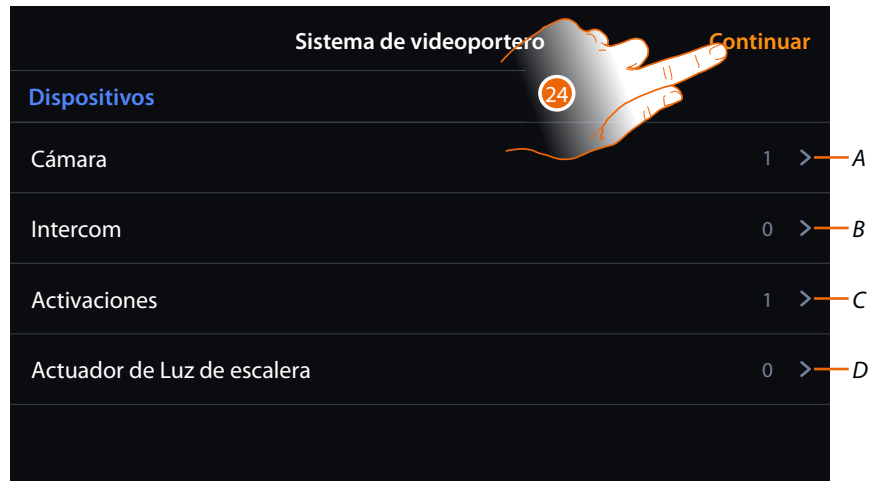 Sistema de videoportero Continuar
Dispositivos 24
Cámara 1 A
Intercom 0 B
Activaciones 1 C
Actuador de Luz de escalera 0 D